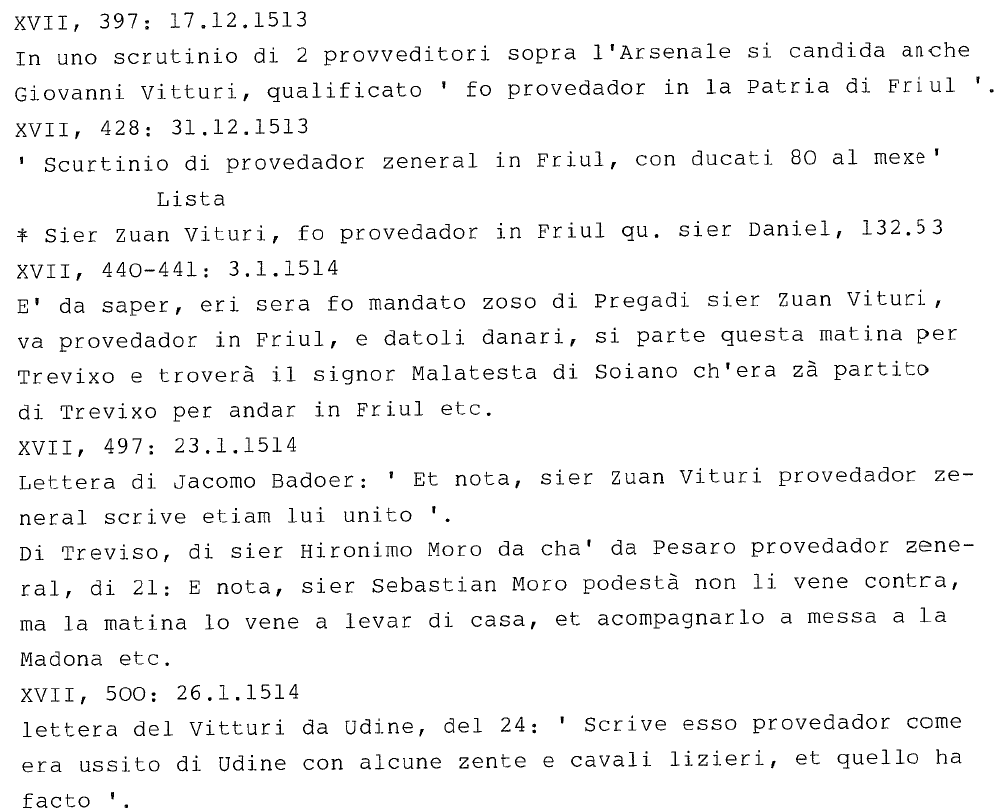 XVII, 397: 17.12.1513
In uno scrutinio di 2 provveditori sopra l'Arsenale si candida anche
Giovanni Vitturi, qualificato ' fo provedador in la Patria di Friul '.
XVII, 428: 31.12.1513
' Scurtinio di provedador zeneral in Friul, con ducati 80 al mexe'
Lista
* Sier Zuan Vituri, fo provedador in Friul qu. sier Daniel, 132.53
XVII, 440-441: 3.1.1514
E' da saper, eri sera fo mandato zoso di Pregadi sier Zuan Vituri,
va provedador in Friul, e datoli danari, si parte questa matina per
Trevixo e troverà il signor Malatesta di Soiano ch'era zà partito
di Trevixo per andar in Friul etc.
XVII, 497: 23.1.1514
Lettera di Jacomo Badoer: ' Et nota, sier Zuan Vituri provedador ze-
neral scrive etiam lui unito '.
Di Treviso, di sier Hironimo Moro da cha' da Pesaro provedador zene-
ral, di 21: E nota, sier Sebastian Moro podestà non li vene contra,
ma la matina lo vene a levar di casa, et acompagnarlo a messa a la
Madona etc.
XVII, 500: 26.1.1514
lettera del Vitturi da Udine, del 24: ' Scrive esso provedador come
era ussito di Udine con alcune zente e cavali lizieri, et quello ha
facto '.